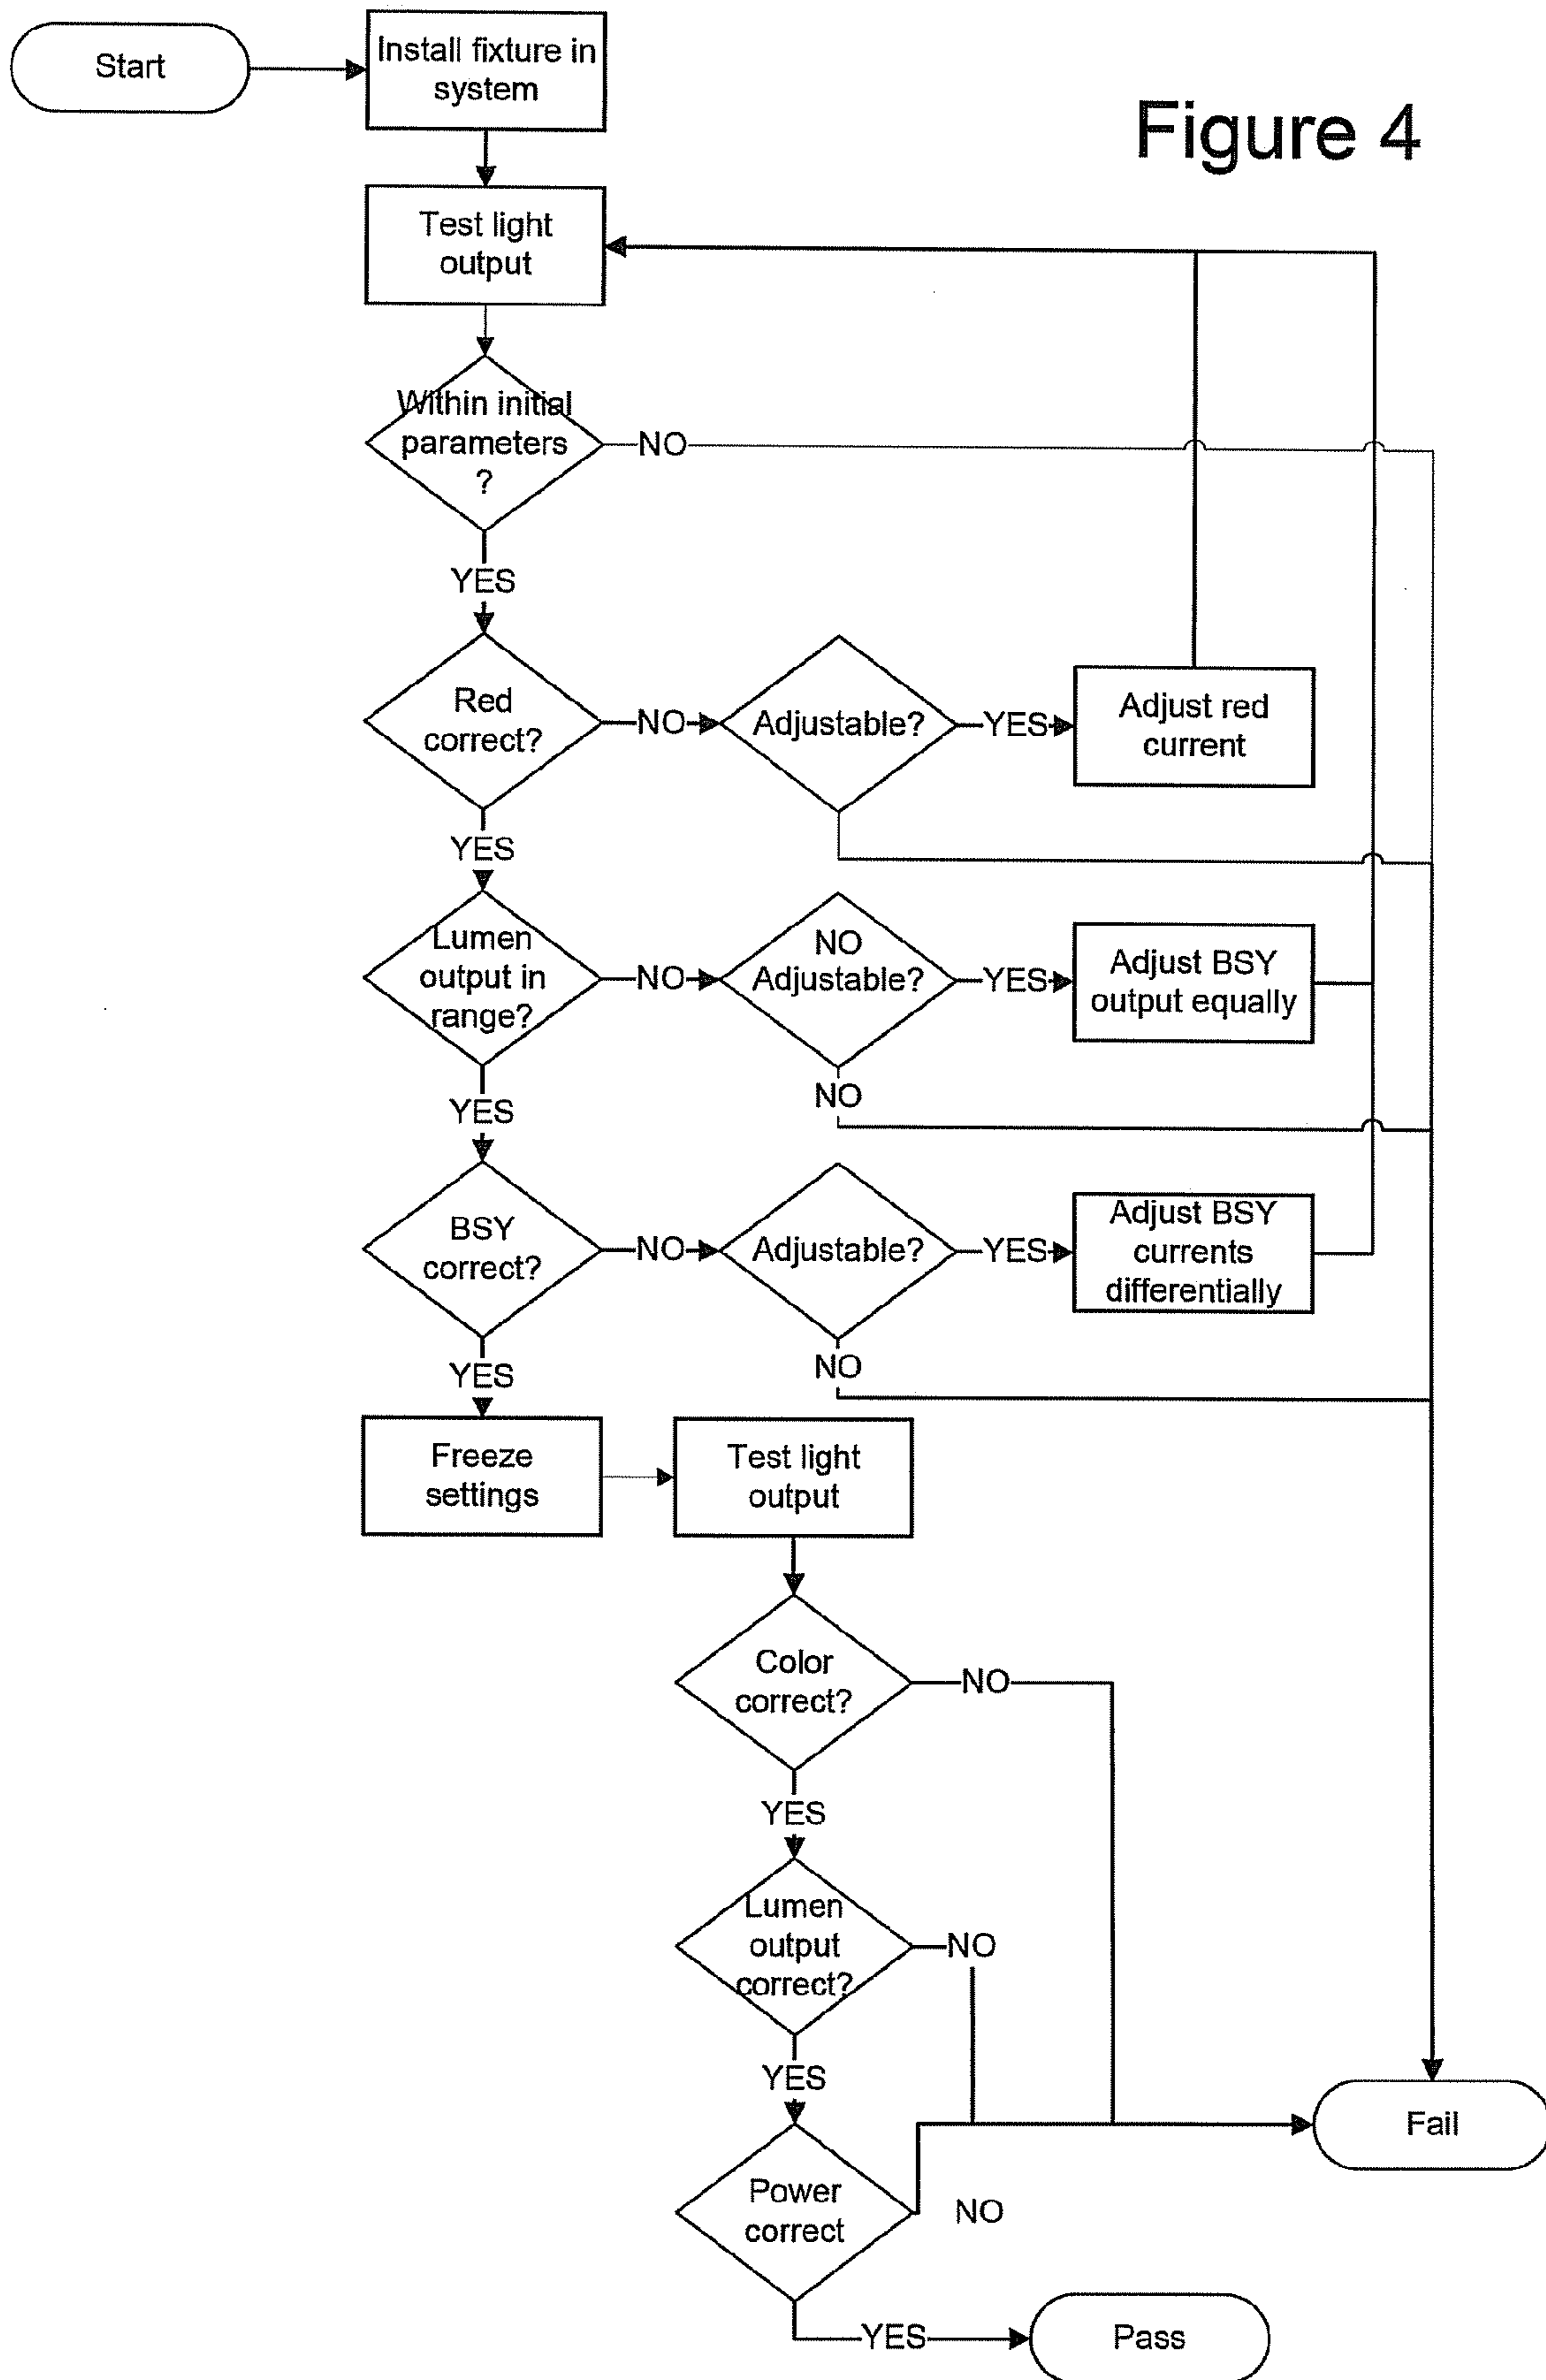 Start
Install fixture in
system
Figure 4
Test light
output
Within initial
parameters
?
NO
YES
Red
correct?
NO
Adjustable?
YES
Adjust red
current
YES
Lumen
output in
range?
NO
NO
Adjustable?
YES
Adjust BSY
output equally
NO
YES
BSY
correct?
NO
Adjustable?
YES
Adjust BSY
currents
differentially
NO
YES
Freeze
settings
Test light
output
Color
correct?
NO
YES
Lumen
output
correct?
NO
YES
Fail
Power
correct
NO
YES
Pass